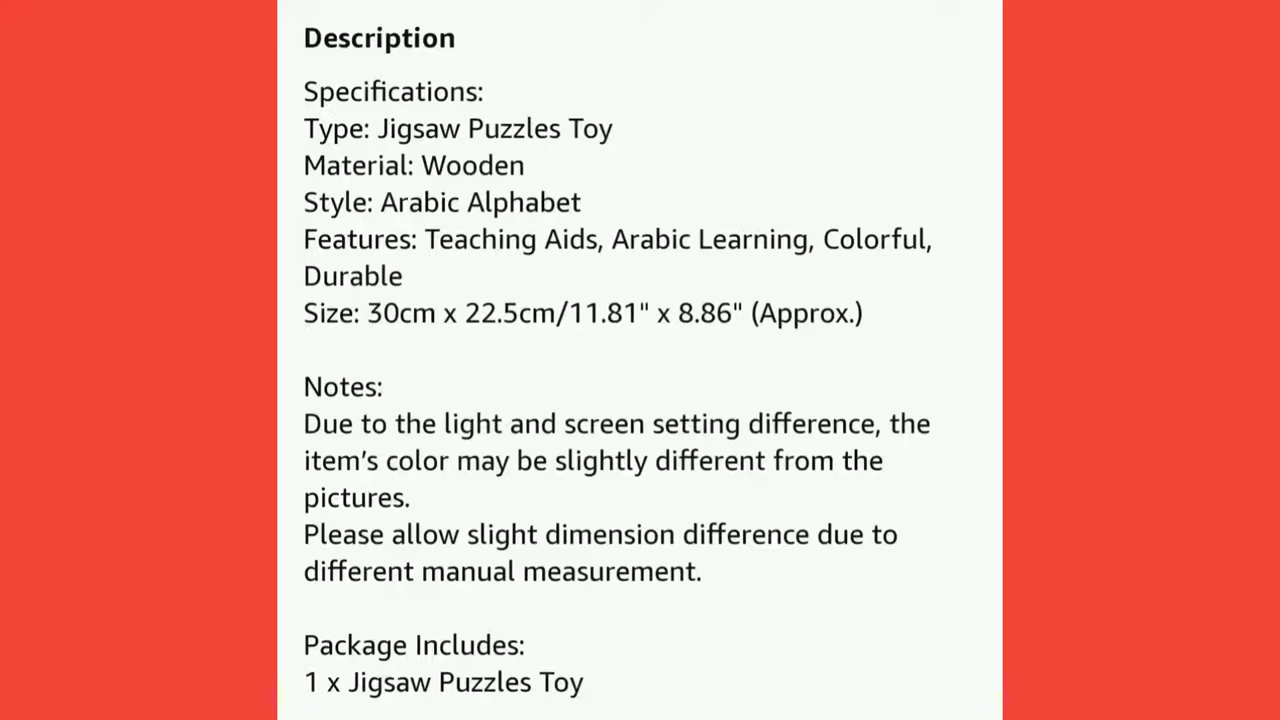 Description
Specifications:
Type: Jigsaw Puzzles Toy
Material: Wooden
Style: Arabic Alphabet
Features: Teaching Aids, Arabic Learning, Colorful,
Durable
Size: 30cm x 22.5cm/11.81" x 8.86" (Approx.)
Notes:
Due to the light and screen setting difference, the
item’s color may be slightly different from the
pictures.
Please allow slight dimension difference due to
different manual measurement.
Package Includes:
1 x Jigsaw Puzzles Toy